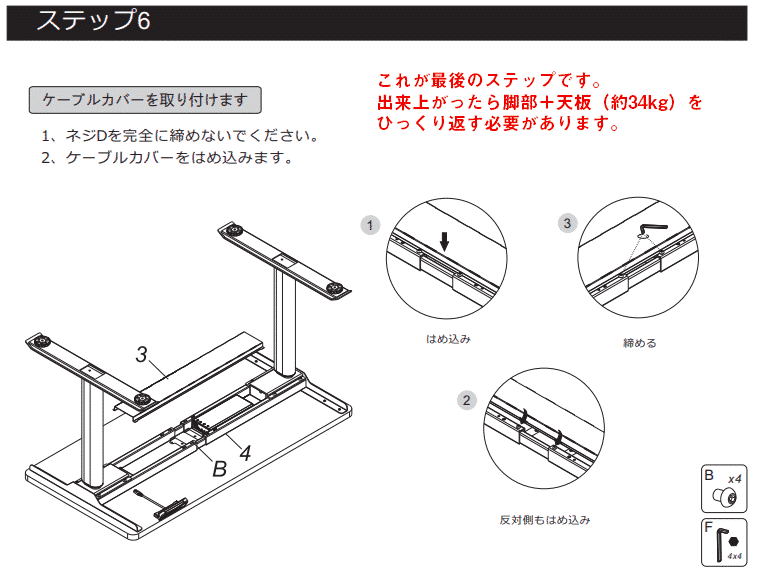 ステップ6
これが最後のステップです。
出来上がったら脚部＋天板（約34kg）を
ひっくり返す必要があります。
ケーブルカバーを取り付けます
1、ネジDを完全に締めないでください。
2、ケーブルカバーをはめ込みます。
1
はめ込み
3
締める
2
反対側もはめ込み
3
4
B
B x4
F
4x4